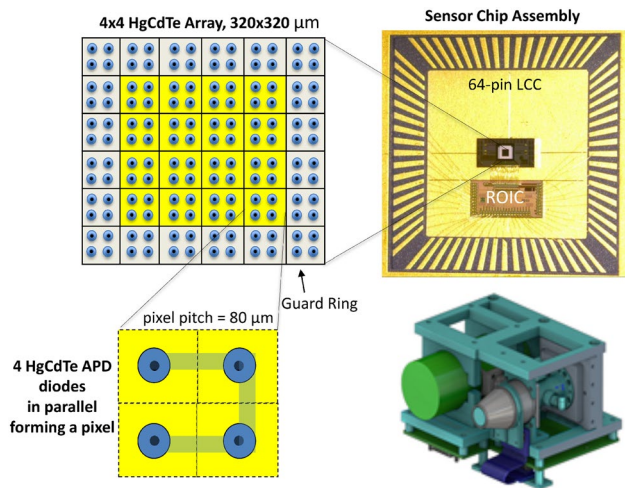 4x4 HgCdTe Array, 320x320 μm
Sensor Chip Assembly
64-pin LCC
ROIC
Guard Ring
pixel pitch = 80 μm
4 HgCdTe APD
diodes
in parallel
forming a pixel